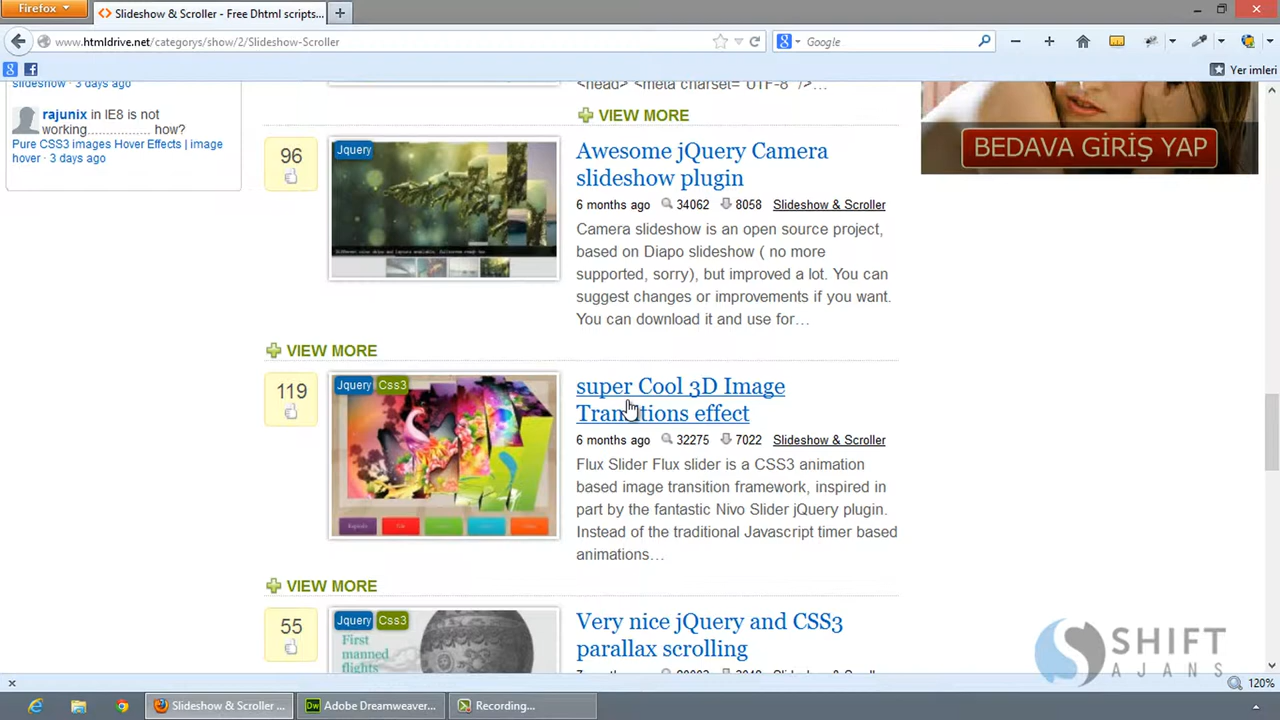 Firefox
Slideshow & Scroller - Free Dhtml scripts...
www.htmldrive.net/categorys/show/2/Slideshow-Scroller
Google
Yer imleri
slideshow · 3 days ago
rajunix in IE8 is not
working.............. how?
Pure CSS3 images Hover Effects | image
hover · 3 days ago
<head> <meta charset="UTF-8" />…
VIEW MORE
BEDAVA GİRİŞ YAP
96
Jquery
Awesome jQuery Camera
slideshow plugin
6 months ago 34062 8058 Slideshow & Scroller
Camera slideshow is an open source project,
based on Diapo slideshow ( no more
supported, sorry), but improved a lot. You can
suggest changes or improvements if you want.
You can download it and use for…
VIEW MORE
119
Jquery Css3
super Cool 3D Image
Transitions effect
6 months ago 32275 7022 Slideshow & Scroller
Flux Slider Flux slider is a CSS3 animation
based image transition framework, inspired in
part by the fantastic Nivo Slider jQuery plugin.
Instead of the traditional Javascript timer based
animations…
VIEW MORE
55
Jquery Css3
First
manned
flights
Very nice jQuery and CSS3
parallax scrolling
SHIFT
AJANS
120%
Slideshow & Scroller ...
Adobe Dreamweaver...
Recording...